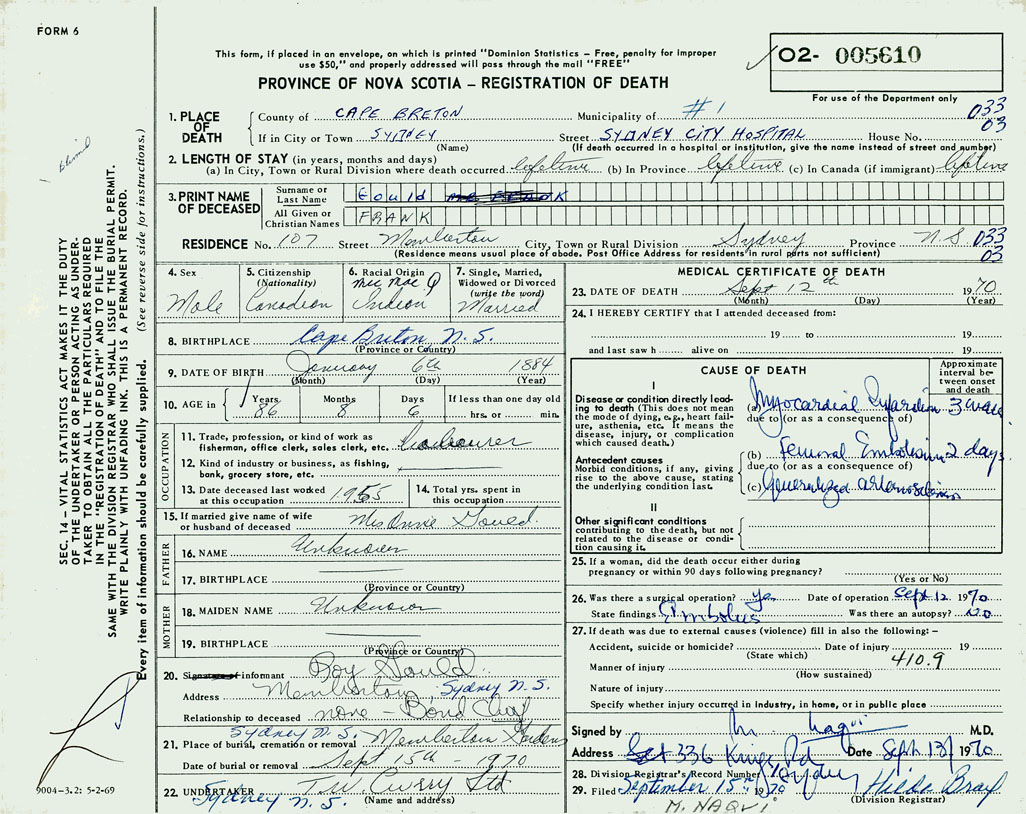 FORM 6
This form, if placed in an envelope, on which is printed "Dominion Statistics – Free, penalty for improper
use $50," and properly addressed will pass through the mail "FREE"
PROVINCE OF NOVA SCOTIA – REGISTRATION OF DEATH
02- 005610
For use of the Department only
1. PLACE OF DEATH
County of CAPE BRETON Municipality of #1 033
If in City or Town SYDNEY Street SYDNEY CITY HOSPITAL House No. 03
(Name) (If death occurred in a hospital or institution, give the name instead of street and number)
2. LENGTH OF STAY (in years, months and days)
(a) In City, Town or Rural Division where death occurred lifetime (b) In Province lifetime (c) In Canada (if immigrant) lifetime
3. PRINT NAME OF DECEASED
Surname or Last Name Gould
All Given or Christian Names FRANK
RESIDENCE No. 107 Street Memberton City, Town or Rural Division Sydney Province N.S. 033
(Residence means usual place of abode. Post Office Address for residents in rural parts not sufficient) 03
4. Sex Male
5. Citizenship (Nationality) Canadian
6. Racial Origin Mic Mac Indian
7. Single, Married, Widowed or Divorced (write the word) Married
8. BIRTHPLACE Cape Breton N.S.
(Province or Country)
9. DATE OF BIRTH January 6th 1884
(Month) (Day) (Year)
10. AGE in Years 86 Months 8 Days 6 If less than one day old
hrs. or min.
OCCUPATION
11. Trade, profession, or kind of work as
fisherman, office clerk, sales clerk, etc.
12. Kind of industry or business, as fishing,
bank, grocery store, etc.
13. Date deceased last worked
at this occupation 1965
14. Total yrs. spent in
this occupation
15. If married give name of wife
or husband of deceased Mrs Annie Gould.
FATHER
16. NAME Unknown
17. BIRTHPLACE
(Province or Country)
MOTHER
18. MAIDEN NAME Unknown
19. BIRTHPLACE
(Province or Country)
20. Signature of informant Roy Gould
Address Memberton, Sydney N.S.
Relationship to deceased none – Band Chief
Sydney N.S.
21. Place of burial, cremation or removal Memberton Gardens
Date of burial or removal Sept 15th – 1970
22. UNDERTAKER T.W. Curry Ltd
Sydney N.S. (Name and address)
MEDICAL CERTIFICATE OF DEATH
23. DATE OF DEATH Sept 12th 1970
(Month) (Day) (Year)
24. I HEREBY CERTIFY that I attended deceased from:
19 to 19
and last saw h alive on 19
CAUSE OF DEATH
Approximate interval between onset and death
I
Disease or condition directly leading to death (This does not mean the mode of dying, e.g., heart failure, asthenia, etc. It means the disease, injury, or complication which caused death.)
(a) Myocardial Infarction 3
due to (or as a consequence of)
Antecedent causes
Morbid conditions, if any, giving rise to the above cause, stating the underlying condition last.
(b) Femoral Embolism 2 days
due to (or as a consequence of)
(c) Generalized arteriosclerosis
II
Other significant conditions contributing to the death, but not related to the disease or condition causing it.
25. If a woman, did the death occur either during
pregnancy or within 90 days following pregnancy?
(Yes or No)
26. Was there a surgical operation? yes Date of operation Sept. 12 1970
State findings Embolus Was there an autopsy? NO
27. If death was due to external causes (violence) fill in also the following: –
Accident, suicide or homicide? Date of injury 19
(State which) 410.9
Manner of injury
(How sustained)
Nature of injury
Specify whether injury occurred in industry, in home, or in public place
Signed by M. Naqvi M.D.
Address 336 Kings Rd Date Sept 13 1970
28. Division Registrar's Record Number Sydney
29. Filed September 15th 1970 Hilda Bray
(Division Registrar)
M. NAQVI
SEC. 14 – VITAL STATISTICS ACT MAKES IT THE DUTY
OF THE UNDERTAKER OR PERSON ACTING AS UNDER-
TAKER TO OBTAIN ALL THE PARTICULARS REQUIRED
IN THE "REGISTRATION OF DEATH" AND TO FILE THE
SAME WITH THE DIVISION REGISTRAR WHO SHALL ISSUE THE BURIAL PERMIT.
WRITE PLAINLY WITH UNFADING INK. THIS IS A PERMANENT RECORD.
Every item of information should be carefully supplied. (See reverse side for instructions.)
9004-3.2: 5-2-69